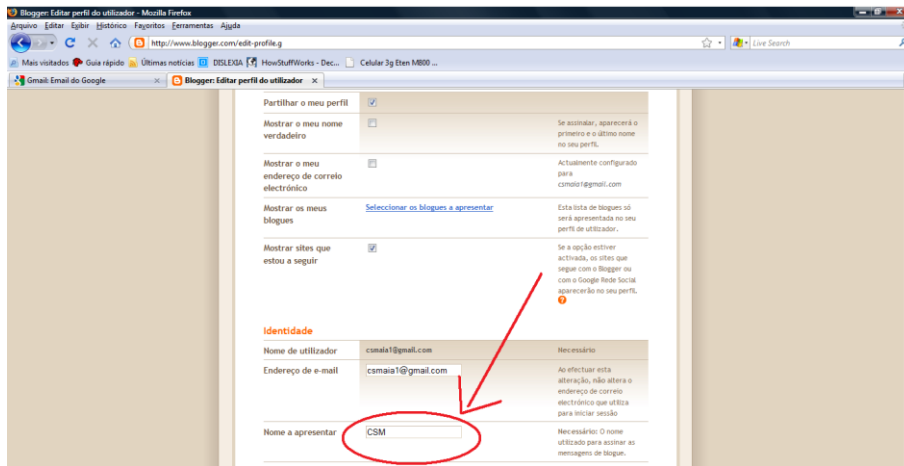 Blogger: Editar perfil do utilizador - Mozilla Firefox
Arquivo Editar Exibir Histórico Favoritos Ferramentas Ajuda
http://www.blogger.com/edit-profile.g Live Search
Mais visitados Guia rápido Últimas notícias DISLEXIA HowStuffWorks - Dec... Celular 3g Eten M800 ...
Gmail: Email do Google Blogger: Editar perfil do utilizador
Partilhar o meu perfil
Mostrar o meu nome
verdadeiro
Se assinalar, aparecerá o
primeiro e o último nome
no seu perfil.
Mostrar o meu
endereço de correio
electrónico
Actualmente configurado
para
csmaia1@gmail.com
Mostrar os meus
blogues
Seleccionar os blogues a apresentar
Esta lista de blogues só
será apresentada no seu
perfil de utilizador.
Mostrar sites que
estou a seguir
Se a opção estiver
activada, os sites que
segue com o Blogger ou
com o Google Rede Social
aparecerão no seu perfil.
?
Identidade
Nome de utilizador csmaia1@gmail.com Necessário
Endereço de e-mail csmaia1@gmail.com
Ao efectuar esta
alteração, não altera o
endereço de correio
electrónico que utiliza
para iniciar sessão
Nome a apresentar CSM
Necessário: O nome
utilizado para assinar as
mensagens de blogue.